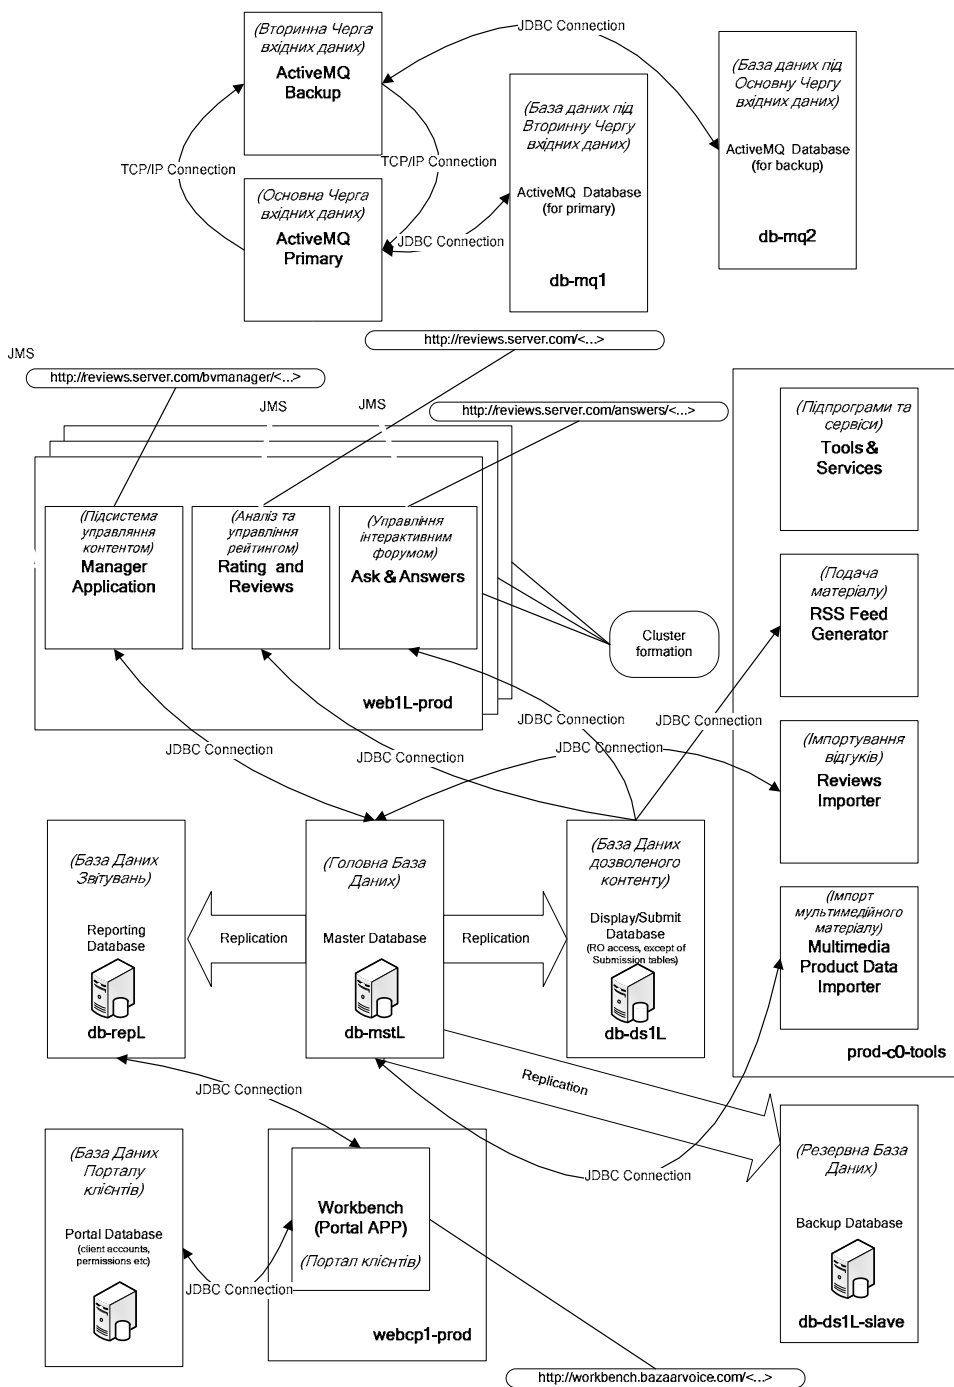 (Вторинна Черга
вхідних даних)
ActiveMQ
Backup
JDBC Connection
(База даних під
Основну Чергу
вхідних даних)
ActiveMQ Database
(for backup)
db-mq2
(База даних під
Вторинну Чергу
вхідних даних)
ActiveMQ Database
(for primary)
db-mq1
TCP/IP Connection
TCP/IP Connection
(Основна Черга
вхідних даних)
ActiveMQ
Primary
JDBC Connection
http://reviews.server.com/<...>
JMS
http://reviews.server.com/bvmanager/<...>
JMS
JMS
http://reviews.server.com/answers/<...>
(Підсистема
управляння
контентом)
Manager
Application
(Аналіз та
управління
рейтингом)
Rating and
Reviews
(Управління
інтерактивним
форумом)
Ask & Answers
web1L-prod
Cluster
formation
(Підпрограми та
сервіси)
Tools &
Services
(Подача
матеріалу)
RSS Feed
Generator
(Імпортування
відгуків)
Reviews
Importer
(Імпорт
мультимедійного
матеріалу)
Multimedia
Product Data
Importer
prod-c0-tools
JDBC Connection
JDBC Connection
JDBC Connection
JDBC Connection
JDBC Connection
(База Даних
Звітувань)
Reporting
Database
db-repL
Replication
(Головна База
Даних)
Master Database
db-mstL
Replication
(База Даних
дозволеного
контенту)
Display/Submit
Database
(RO access, except of
Submission tables)
db-ds1L
Replication
JDBC Connection
JDBC Connection
(База Даних
Порталу
клієнтів)
Portal Database
(client accounts,
permissions etc)
JDBC Connection
Workbench
(Portal APP)
(Портал клієнтів)
webcp1-prod
(Резервна База
Даних)
Backup Database
db-ds1L-slave
http://workbench.bazaarvoice.com/<...>